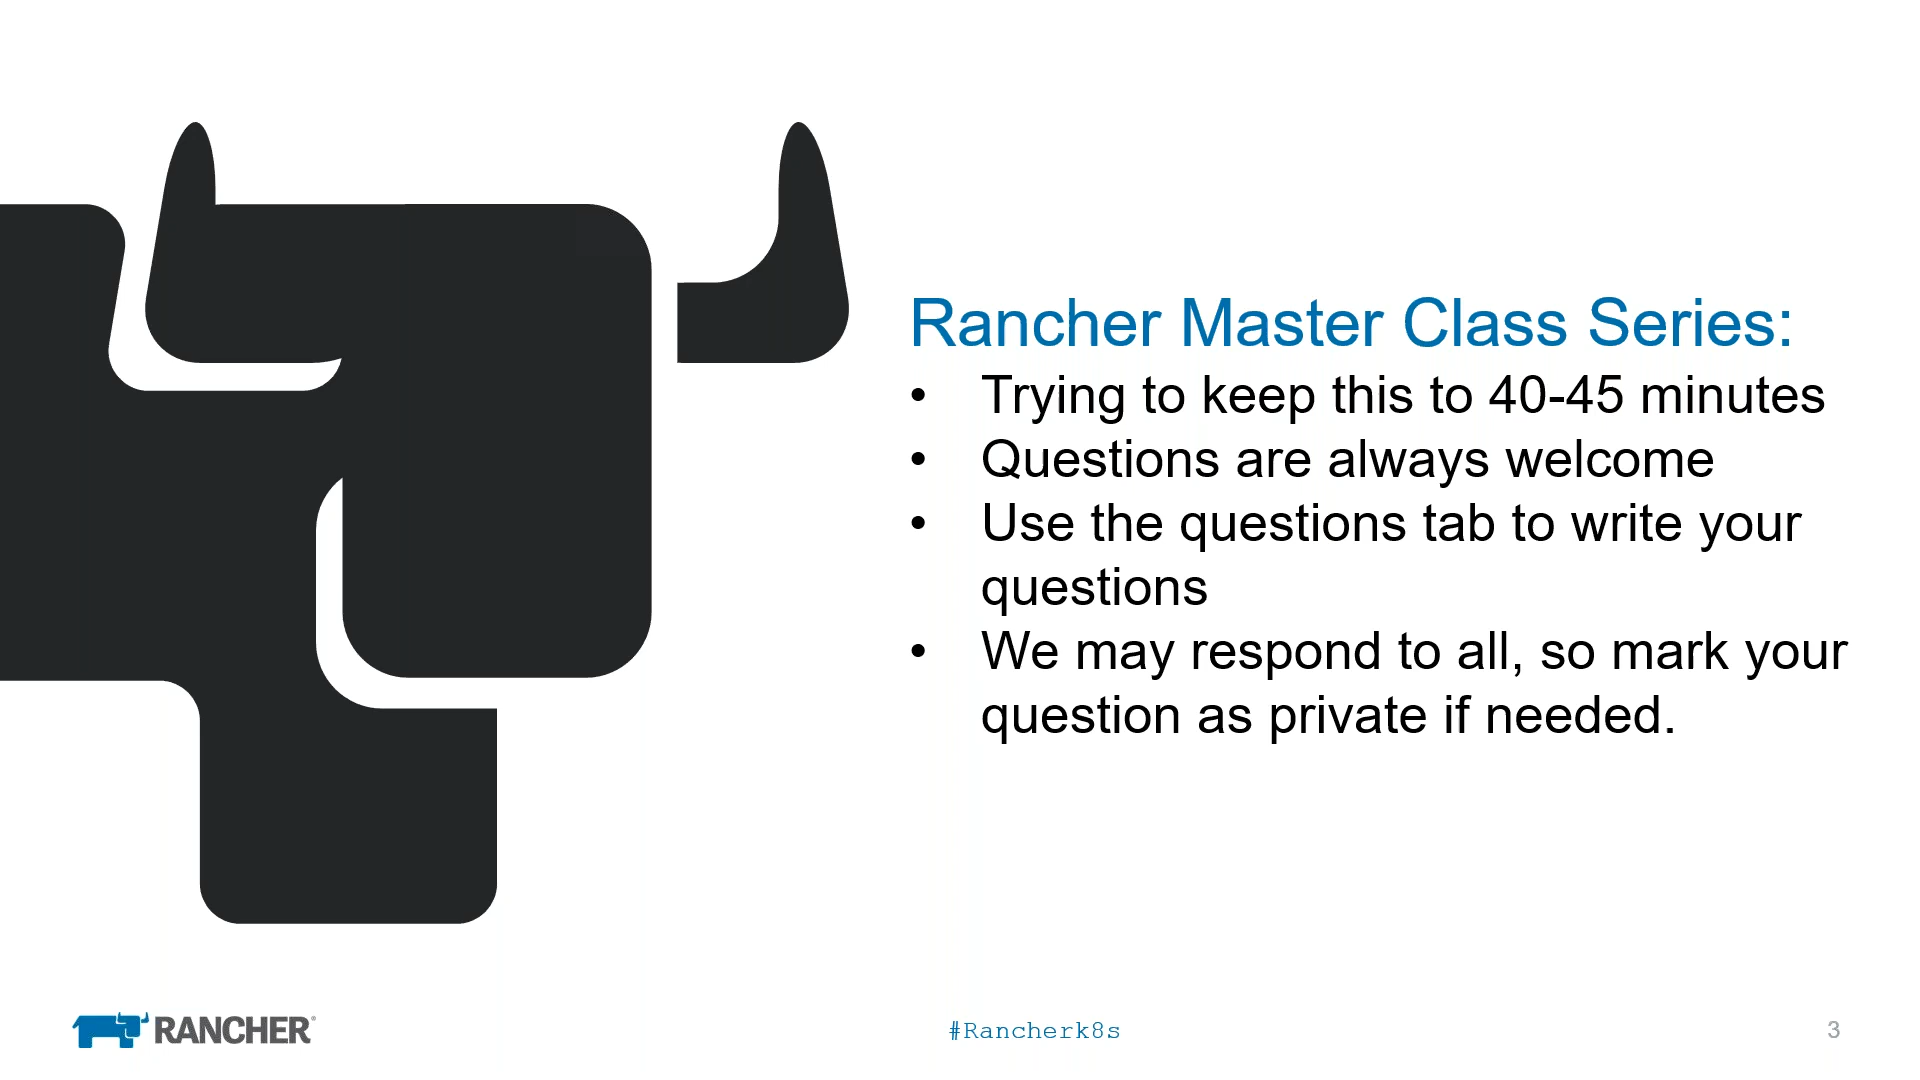 Rancher Master Class Series:
• Trying to keep this to 40-45 minutes
• Questions are always welcome
• Use the questions tab to write your
questions
• We may respond to all, so mark your
question as private if needed.
RANCHER®
#Rancherk8s
3